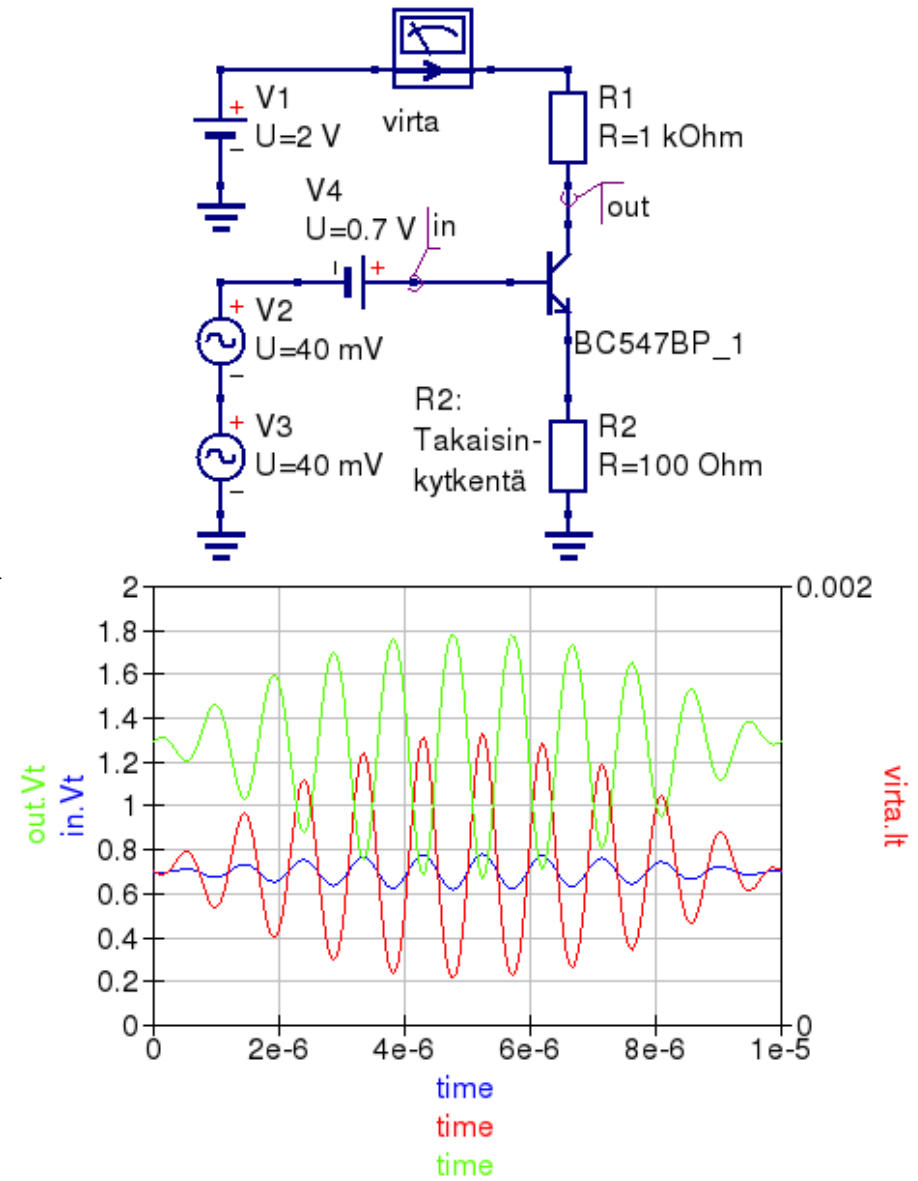 V1
U=2 V
virta
R1
R=1 kOhm
out
V4
U=0.7 V
in
V2
U=40 mV
BC547BP_1
V3
U=40 mV
R2:
Takaisin-
kytkentä
R2
R=100 Ohm
2
1.8
1.6
1.4
1.2
1
0.8
0.6
0.4
0.2
0
0.002
0
out.Vt
in.Vt
virta.It
0 2e-6 4e-6 6e-6 8e-6 1e-5
time
time
time